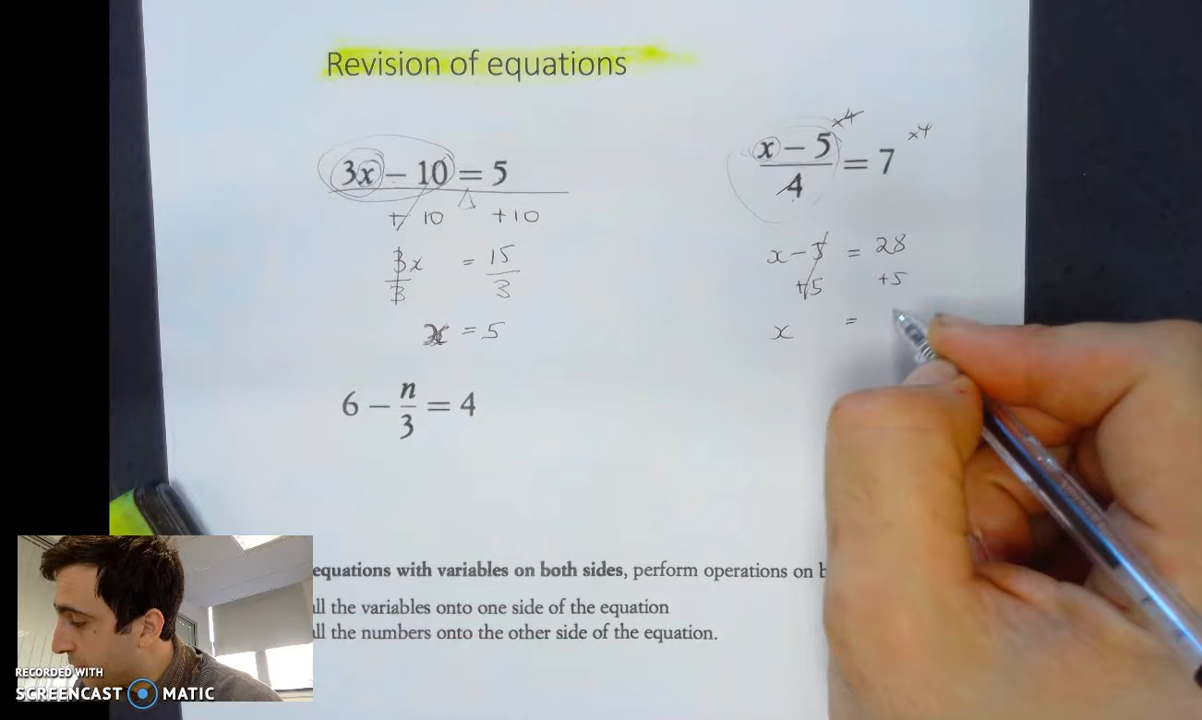 Revision of equations
3x - 10 = 5
+ 10 +10
3x/3 = 15/3
x = 5
6 - n/3 = 4
x - 5 / 4 = 7
×4 ×4
x - 5 = 28
+5 +5
x =
equations with variables on both sides, perform operations on b
ll the variables onto one side of the equation
ll the numbers onto the other side of the equation.
RECORDED WITH
SCREENCAST MATIC